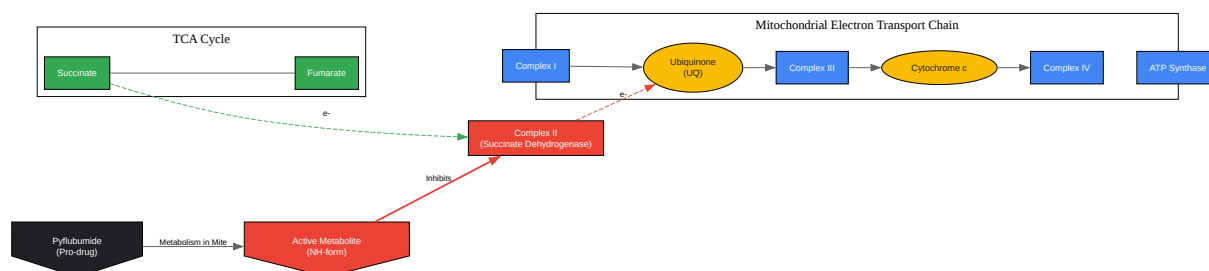 TCA Cycle
Succinate
Fumarate
e-
Mitochondrial Electron Transport Chain
Complex I
Ubiquinone
(UQ)
Complex III
Cytochrome c
Complex IV
ATP Synthase
e-
Complex II
(Succinate Dehydrogenase)
Inhibits
Pyflubumide
(Pro-drug)
Metabolism in Mite
Active Metabolite
(NH-form)